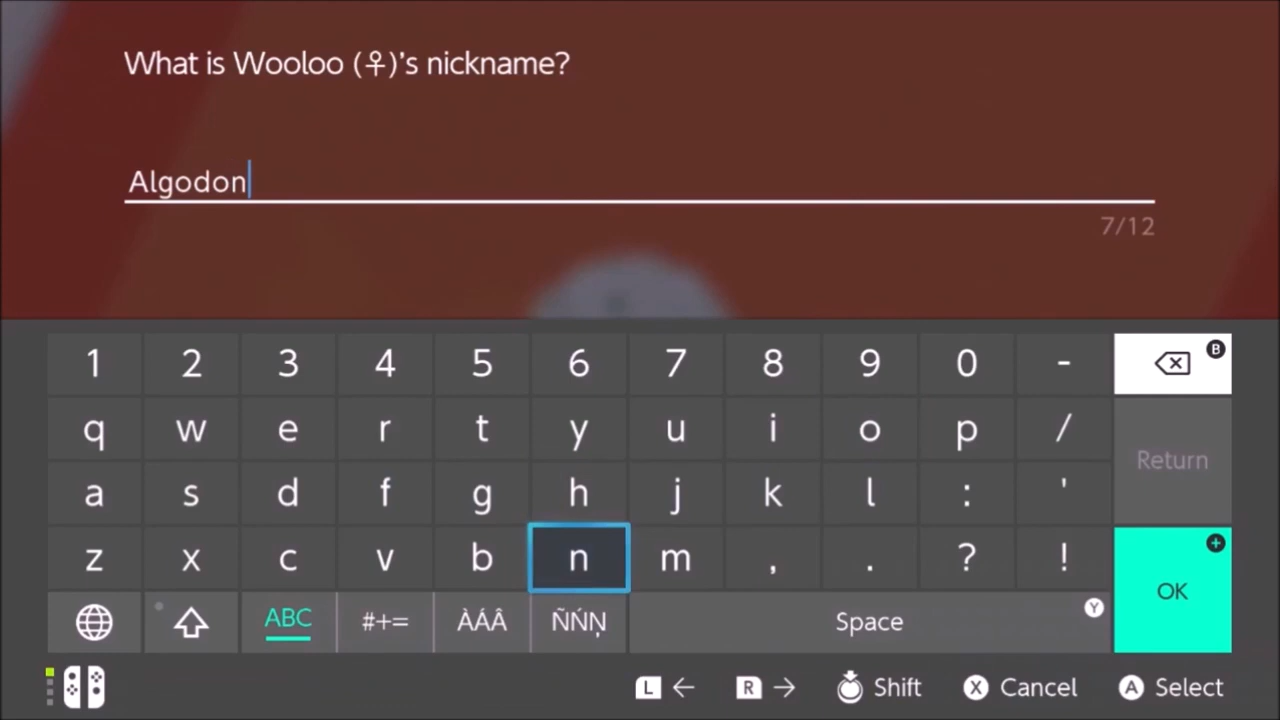 What is Wooloo (♀)'s nickname?
Algodon
7/12
1 2 3 4 5 6 7 8 9 0 - B
q w e r t y u i o p / Return
a s d f g h j k l : '
z x c v b n m , . ? ! + OK
ABC #+= ÀÁÂ ÑŃŅ Space Y
L ← R → Shift X Cancel A Select